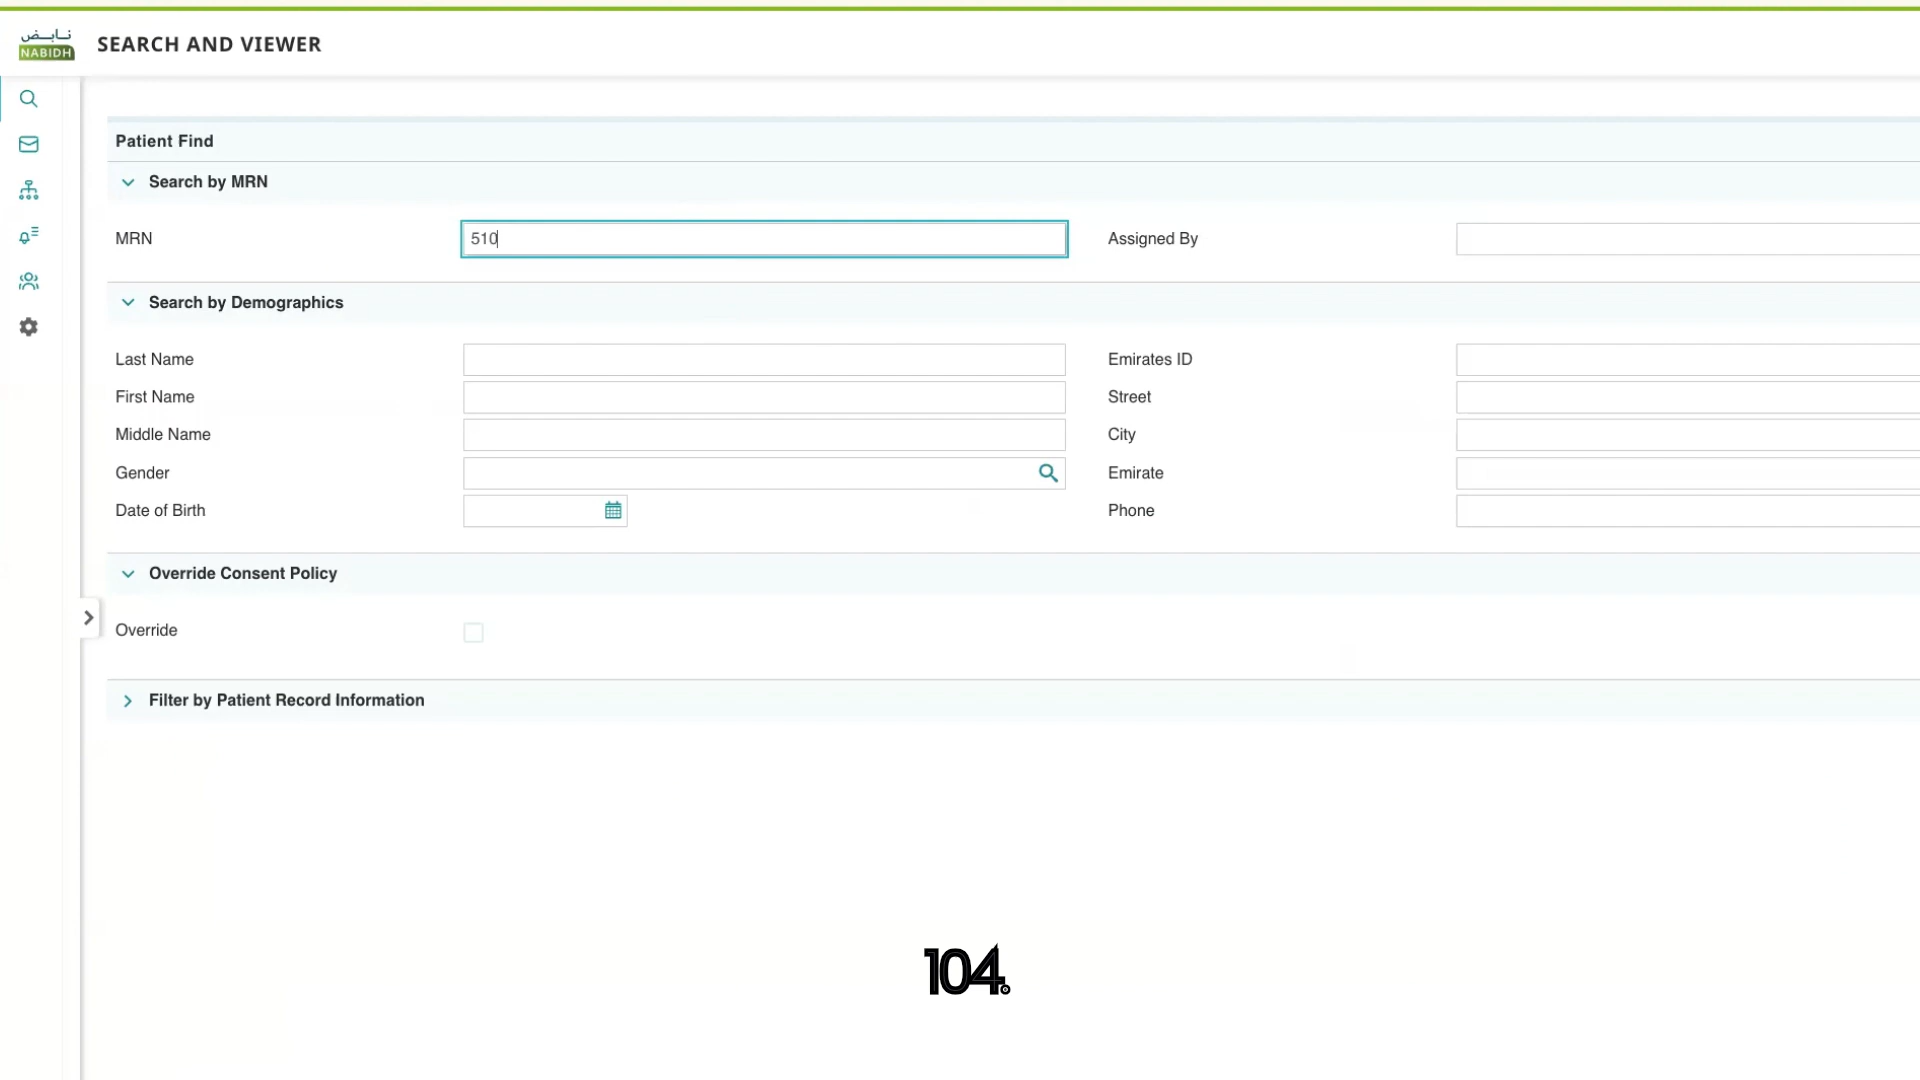 نابض
NABIDH
SEARCH AND VIEWER
Patient Find
Search by MRN
MRN
510
Assigned By
Search by Demographics
Last Name
Emirates ID
First Name
Street
Middle Name
City
Gender
Emirate
Date of Birth
Phone
Override Consent Policy
Override
Filter by Patient Record Information
104.